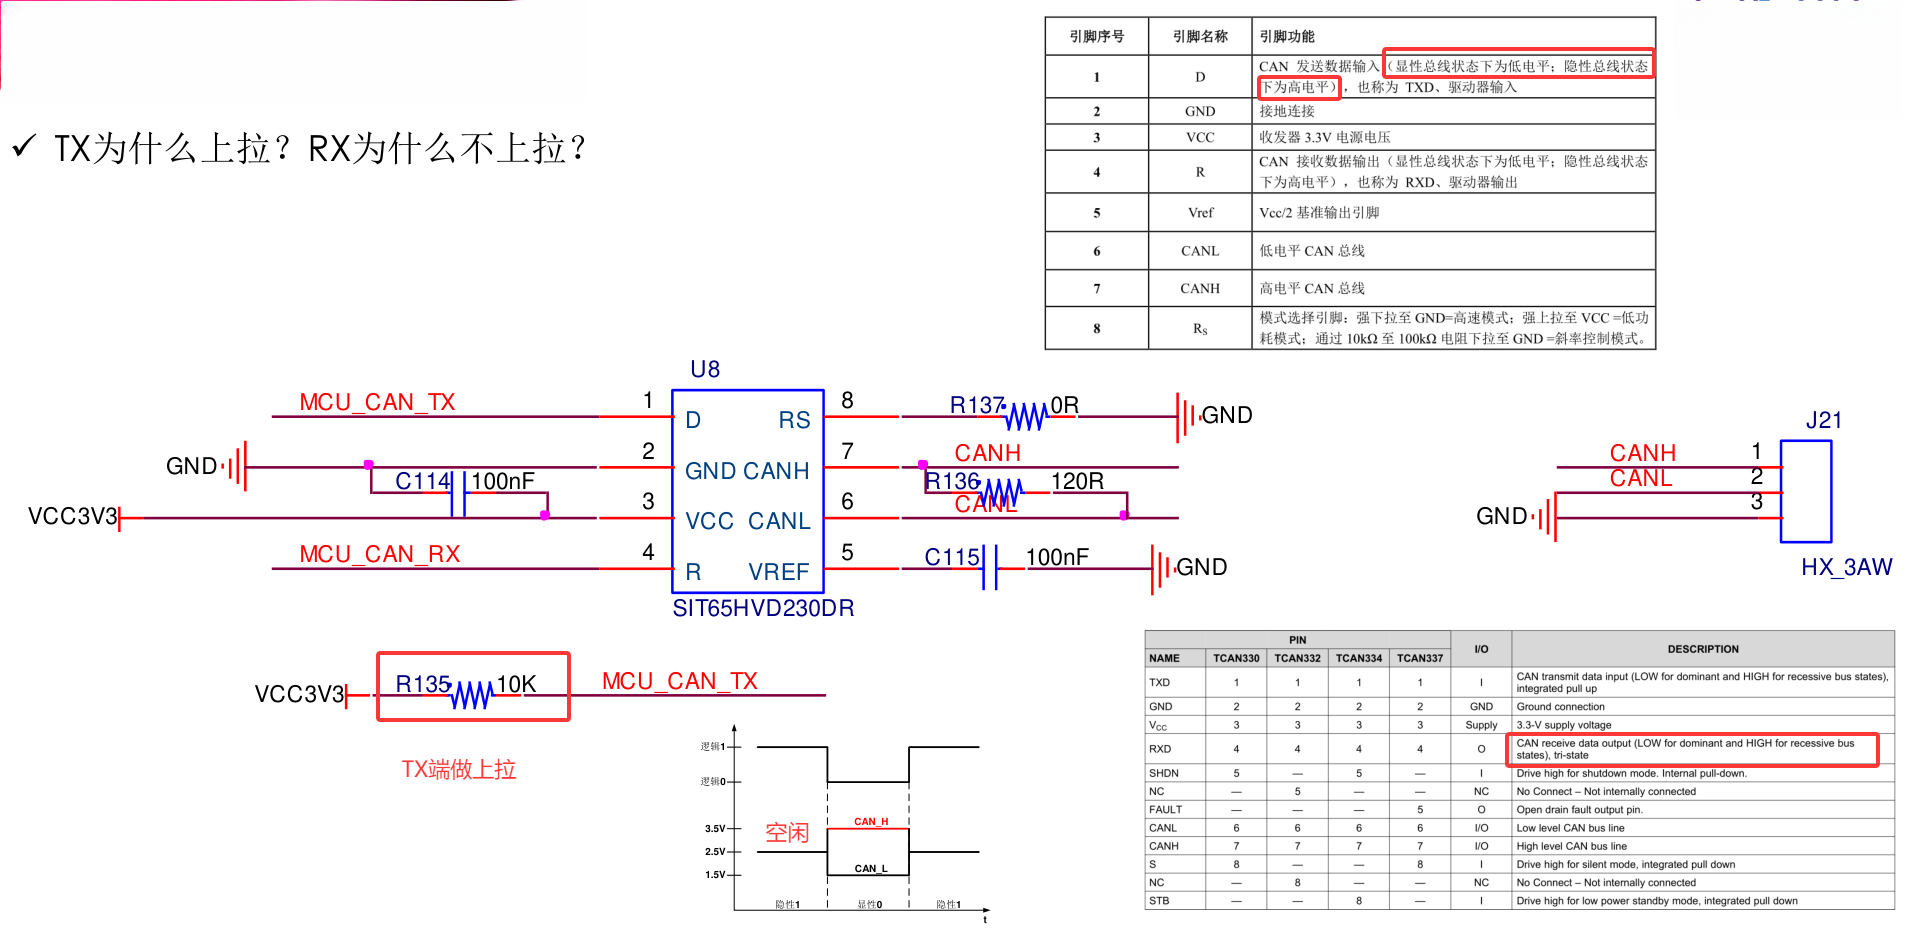 ✓ TX为什么上拉？RX为什么不上拉？
引脚序号 引脚名称 引脚功能
1 D CAN 发送数据输入（显性总线状态下为低电平；隐性总线状态
下为高电平），也称为 TXD、驱动器输入
2 GND 接地连接
3 VCC 收发器 3.3V 电源电压
4 R CAN 接收数据输出（显性总线状态下为低电平；隐性总线状态
下为高电平），也称为 RXD、驱动器输出
5 Vref Vcc/2 基准输出引脚
6 CANL 低电平 CAN 总线
7 CANH 高电平 CAN 总线
8 RS 模式选择引脚：强下拉至 GND=高速模式；强上拉至 VCC =低功
耗模式；通过 10kΩ 至 100kΩ 电阻下拉至 GND =斜率控制模式。
U8
MCU_CAN_TX 1 D RS 8 R137 0R GND
GND 2 GND CANH 7 CANH
C114 100nF R136 120R
CANL
VCC3V3 3 VCC CANL 6
MCU_CAN_RX 4 R VREF 5 C115 100nF GND
SIT65HVD230DR
J21
CANH 1
CANL 2
GND 3
HX_3AW
VCC3V3 R135 10K MCU_CAN_TX
TX端做上拉
逻辑1
逻辑0
3.5V 空闲 CAN_H
2.5V
1.5V CAN_L
隐性1 显性0 隐性1
t
PIN I/O DESCRIPTION
NAME TCAN330 TCAN332 TCAN334 TCAN337
TXD 1 1 1 1 I CAN transmit data input (LOW for dominant and HIGH for recessive bus states),
integrated pull up
GND 2 2 2 2 GND Ground connection
VCC 3 3 3 3 Supply 3.3-V supply voltage
RXD 4 4 4 4 O CAN receive data output (LOW for dominant and HIGH for recessive bus
states), tri-state
SHDN 5 — 5 — I Drive high for shutdown mode. Internal pull-down.
NC — 5 — — NC No Connect – Not internally connected
FAULT — — — 5 O Open drain fault output pin.
CANL 6 6 6 6 I/O Low level CAN bus line
CANH 7 7 7 7 I/O High level CAN bus line
S 8 — — 8 I Drive high for silent mode, integrated pull down
NC — 8 — — NC No Connect – Not internally connected
STB — — 8 — I Drive high for low power standby mode, integrated pull down